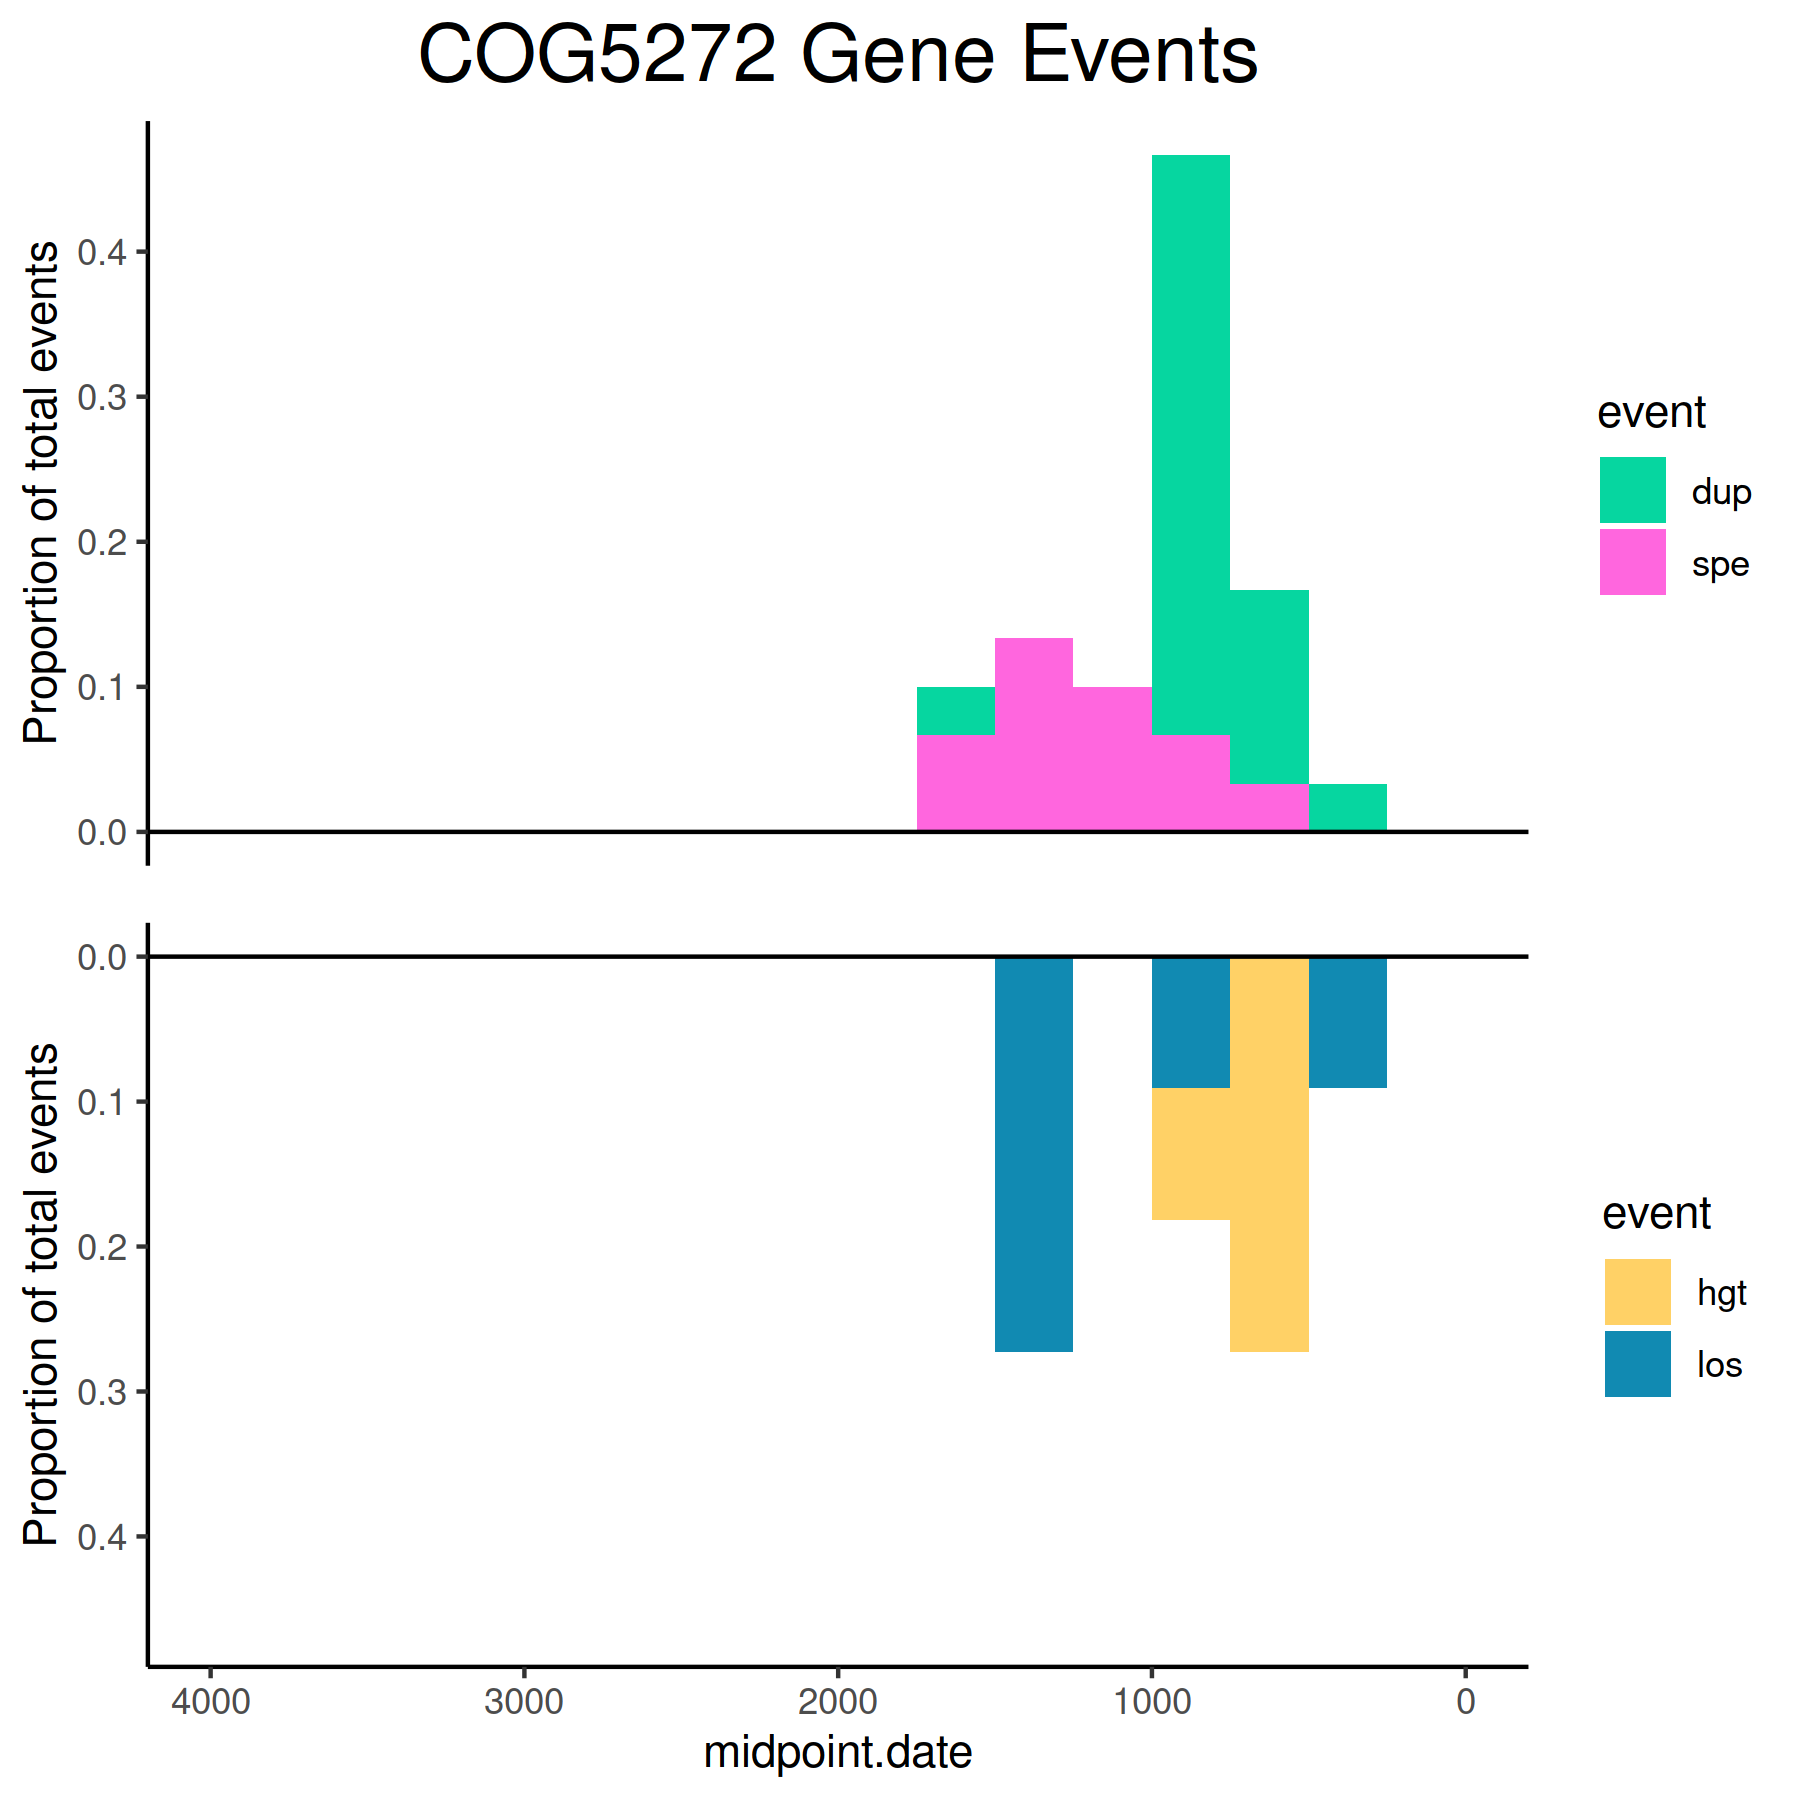 COG5272 Gene Events
Proportion of total events
0.4
0.3
0.2
0.1
0.0
event
dup
spe
Proportion of total events
0.0
0.1
0.2
0.3
0.4
event
hgt
los
4000 3000 2000 1000 0
midpoint.date